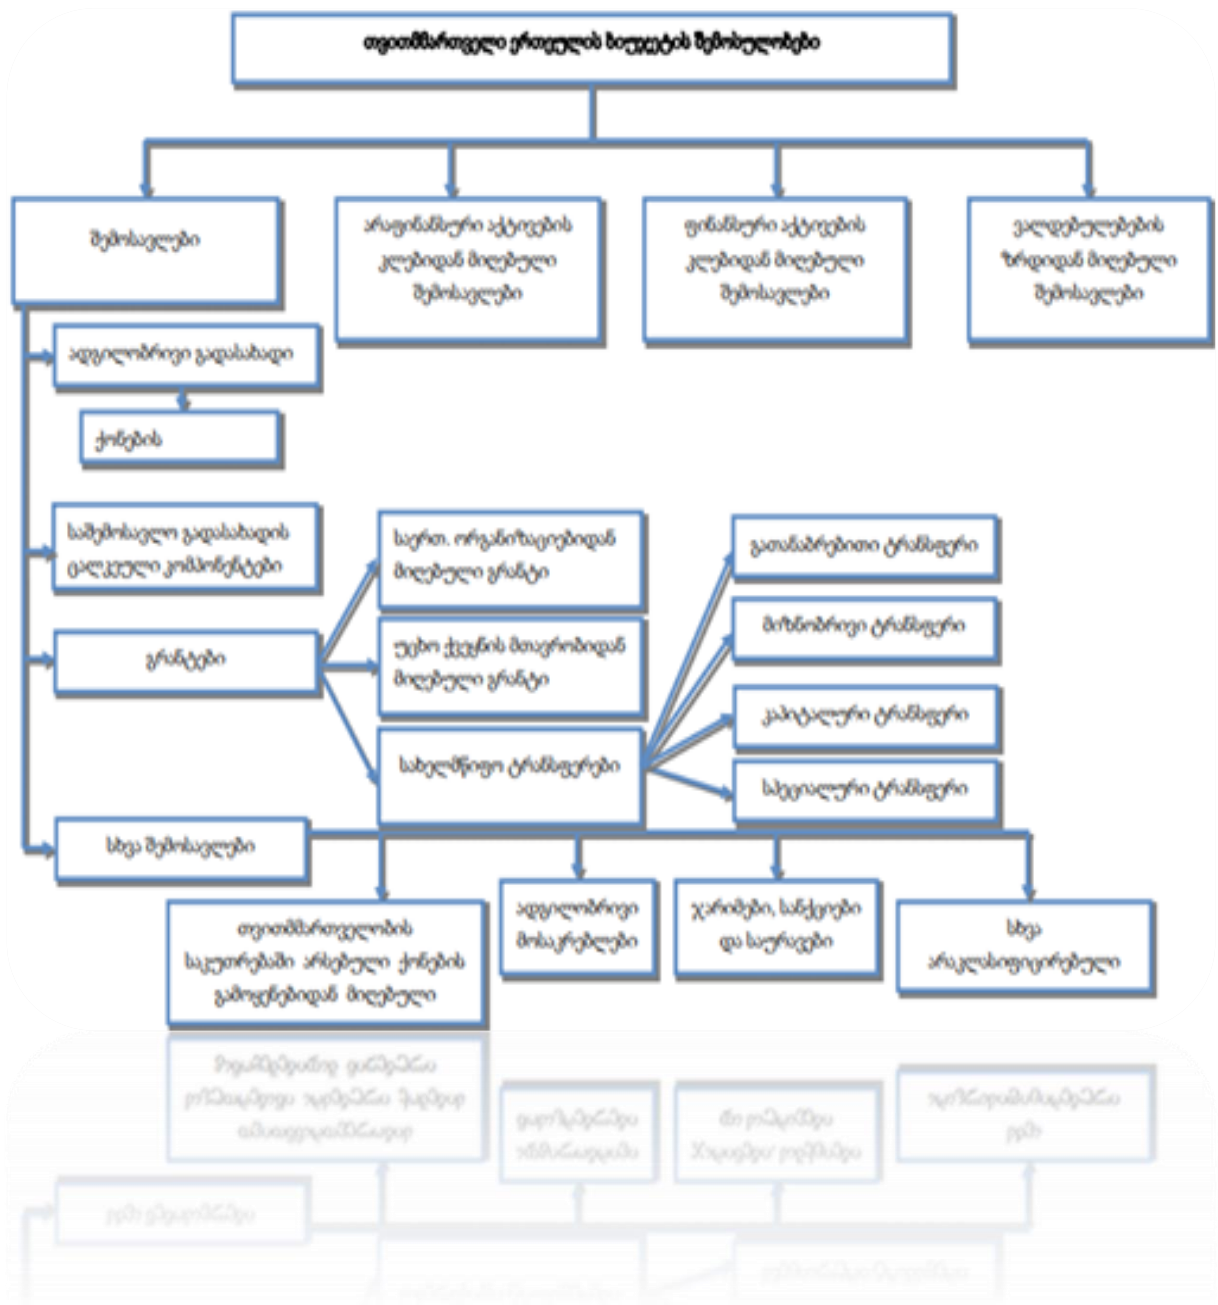 თვითმმართველი ერთეულის ბიუჯეტის შემოსულობები
შემოსავლები
არაფინანსური აქტივების
კლებიდან მიღებული
შემოსავლები
ფინანსური აქტივების
კლებიდან მიღებული
შემოსავლები
ვალდებულებების
ზრდიდან მიღებული
შემოსავლები
ადგილობრივი გადასახადი
ქონების
საშემოსავლო გადასახადის
ცალკეული კომპონენტები
გრანტები
საერთ. ორგანიზაციებიდან
მიღებული გრანტი
უცხო ქვეყნის მთავრობიდან
მიღებული გრანტი
სახელმწიფო ტრანსფერები
გათანაბრებითი ტრანსფერი
მიზნობრივი ტრანსფერი
კაპიტალური ტრანსფერი
სპეციალური ტრანსფერი
სხვა შემოსავლები
თვითმმართველობის
საკუთრებაში არსებული ქონების
გამოყენებიდან მიღებული
ადგილობრივი
მოსაკრებლები
ჯარიმები, სანქციები
და საურავები
სხვა
არაკლასიფიცირებული